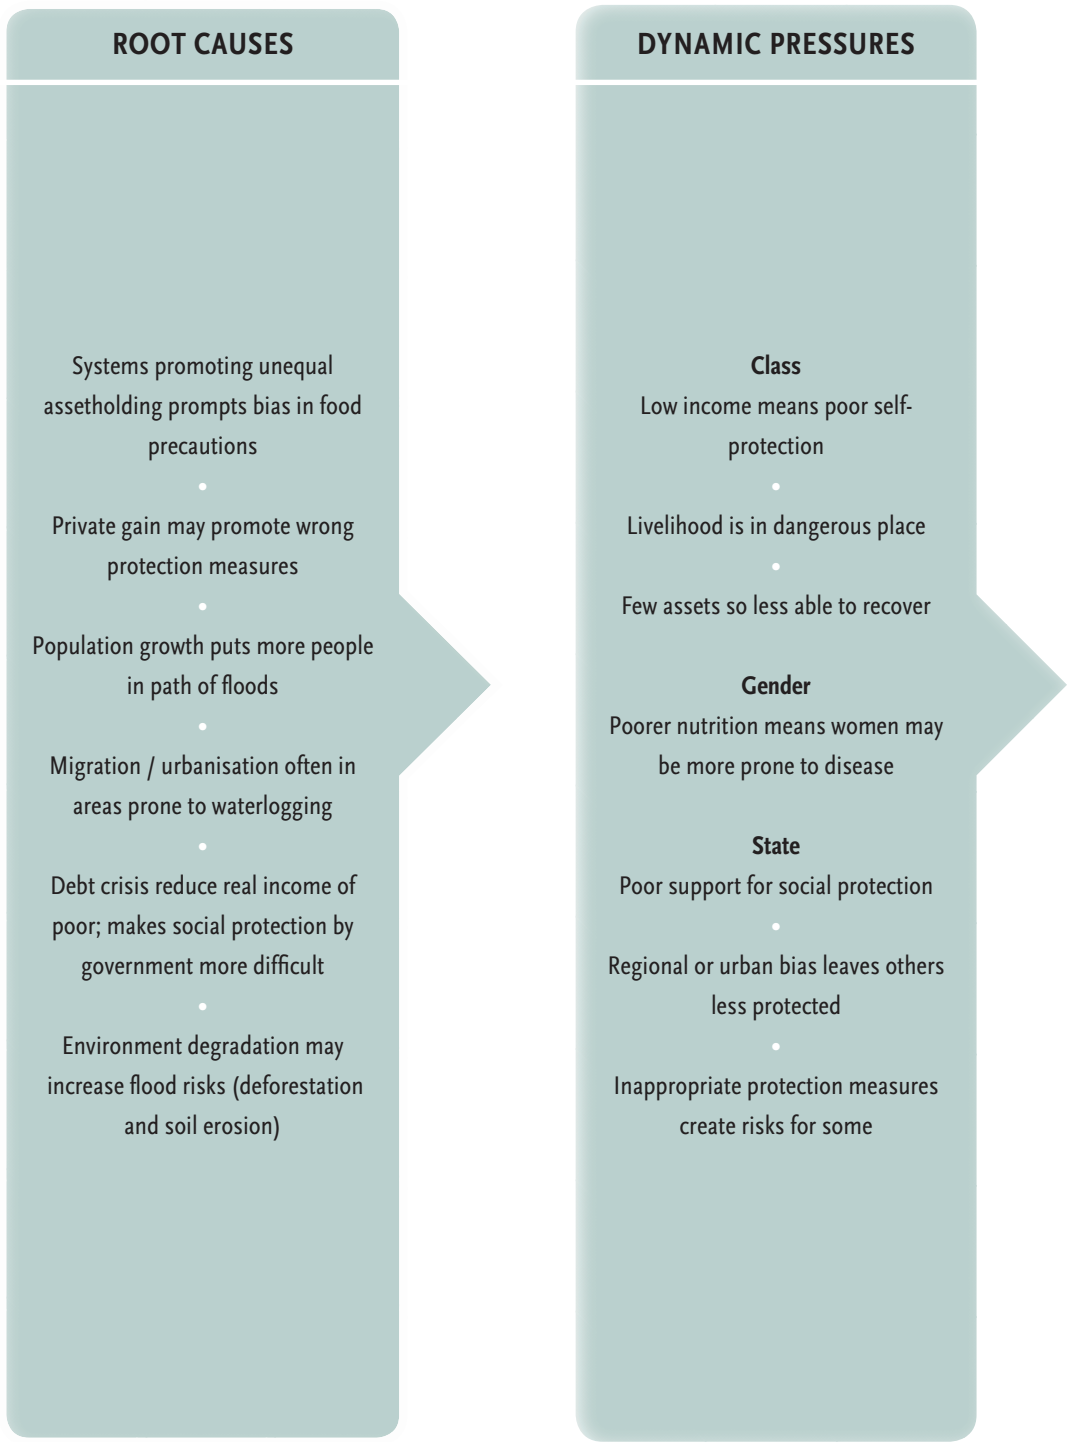 ROOT CAUSES
Systems promoting unequal
assetholding prompts bias in food
precautions
•
Private gain may promote wrong
protection measures
•
Population growth puts more people
in path of floods
•
Migration / urbanisation often in
areas prone to waterlogging
•
Debt crisis reduce real income of
poor; makes social protection by
government more difficult
•
Environment degradation may
increase flood risks (deforestation
and soil erosion)
DYNAMIC PRESSURES
Class
Low income means poor self-
protection
•
Livelihood is in dangerous place
•
Few assets so less able to recover
Gender
Poorer nutrition means women may
be more prone to disease
State
Poor support for social protection
•
Regional or urban bias leaves others
less protected
•
Inappropriate protection measures
create risks for some